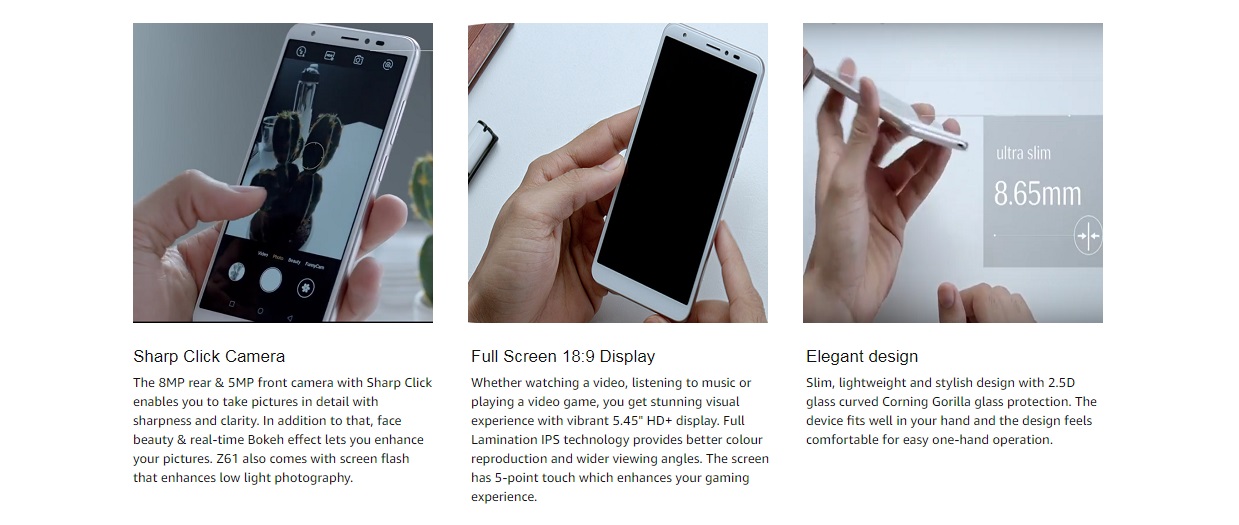 Video Photo Beauty FunnyCam
ultra slim
8.65mm
Sharp Click Camera
The 8MP rear & 5MP front camera with Sharp Click
enables you to take pictures in detail with
sharpness and clarity. In addition to that, face
beauty & real-time Bokeh effect lets you enhance
your pictures. Z61 also comes with screen flash
that enhances low light photography.
Full Screen 18:9 Display
Whether watching a video, listening to music or
playing a video game, you get stunning visual
experience with vibrant 5.45" HD+ display. Full
Lamination IPS technology provides better colour
reproduction and wider viewing angles. The screen
has 5-point touch which enhances your gaming
experience.
Elegant design
Slim, lightweight and stylish design with 2.5D
glass curved Corning Gorilla glass protection. The
device fits well in your hand and the design feels
comfortable for easy one-hand operation.